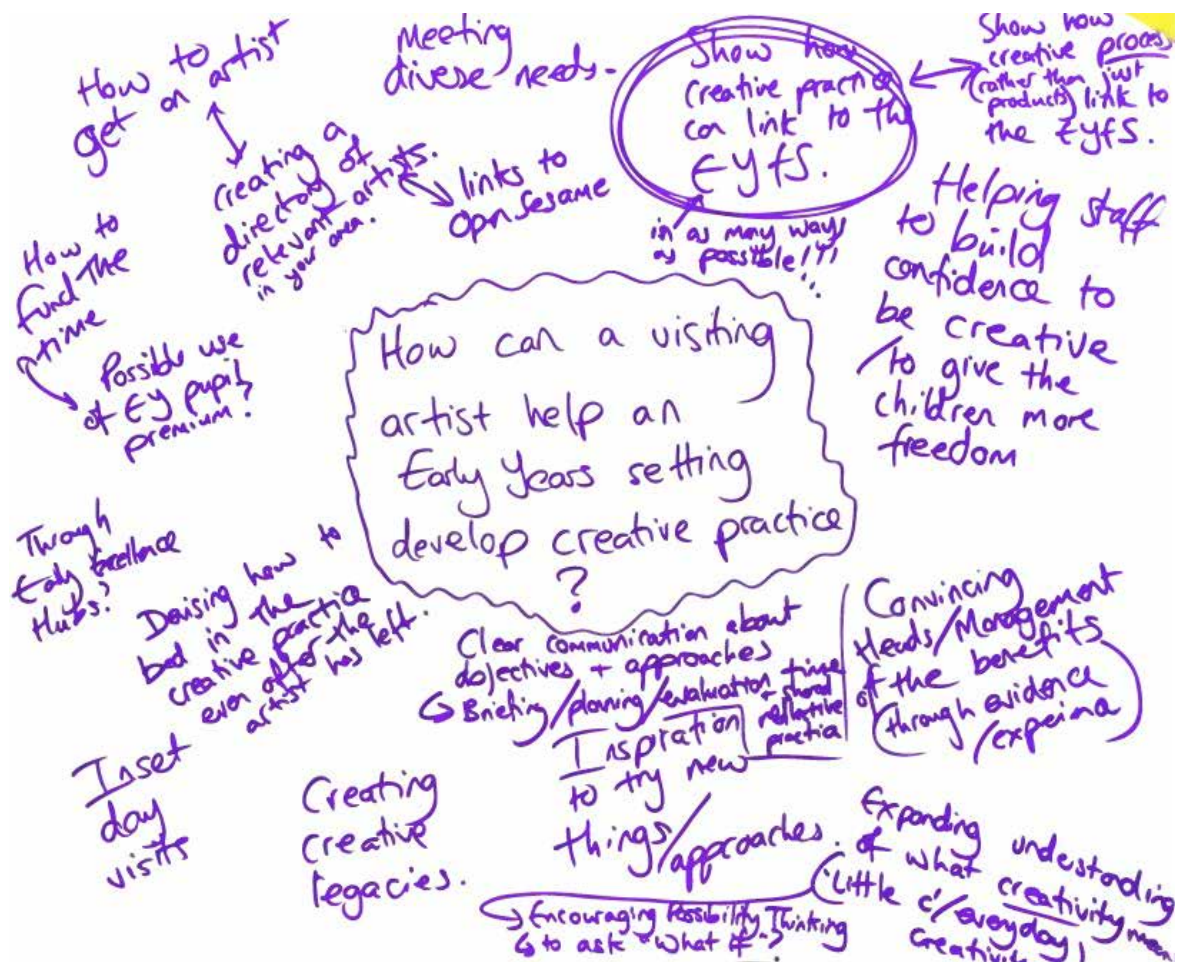 How to
get an artist
Meeting
diverse needs.
Show how
creative practice
can link to the
EYFS.
Show how
creative process
(rather than just
products) link to
the EYFS.
in as many ways
as possible!!!
creating a
directory of
relevant artists.
in your area.
links to
Opnsesame
Helping staff
to build
confidence to
be creative
/to give the
children more
freedom
How to
fund the
time
Possible use
of EY pupil
premium?
How can a visiting
artist help an
Early Years setting
develop creative practice
?
Through
Early Excellence
Hubs?
Devising how to
bed in the
creative practice
even after the
artist has left.
Clear communication about
objectives + approaches
Briefing/planning/evaluation time
+ shared
reflective
practice
Convincing
Heads/Management
of the benefits
(through evidence
/experience)
Inspiration
to try new
things/approaches.
Inset
day
visits
Creating
creative
legacies.
Encouraging Possibility Thinking
to ask "what if"?
Expanding understanding
of what creativity means
('Little c'/everyday
creativity